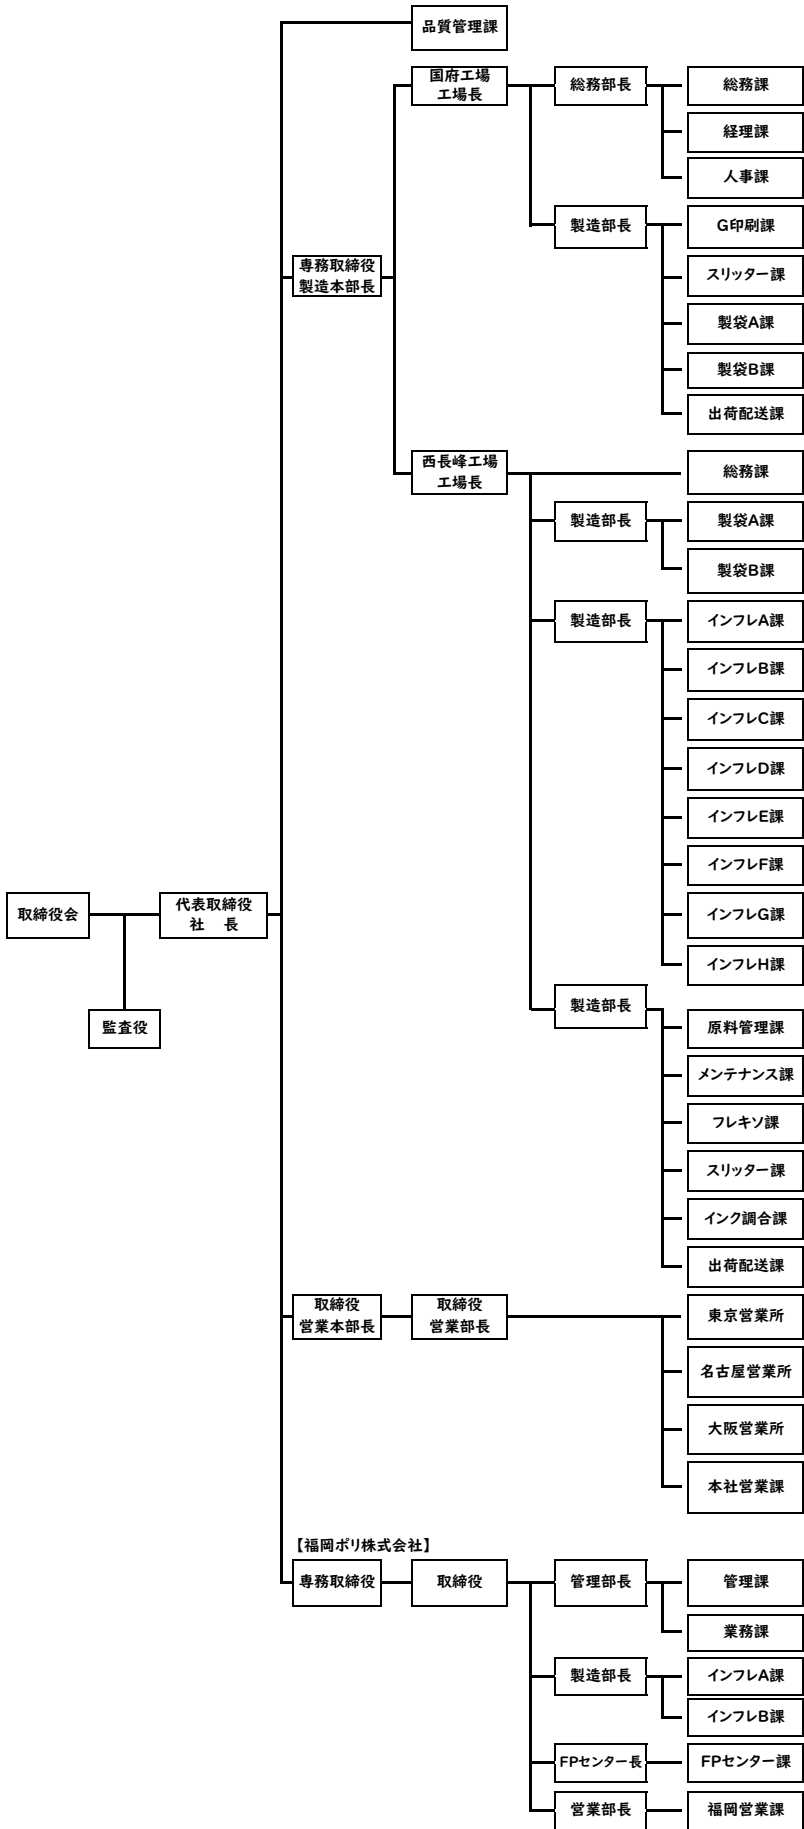 品質管理課
国府工場
工場長
総務部長
総務課
経理課
人事課
製造部長
G印刷課
専務取締役
製造本部長
スリッター課
製袋A課
製袋B課
出荷配送課
西長峰工場
工場長
総務課
製造部長
製袋A課
製袋B課
製造部長
インフレA課
インフレB課
インフレC課
インフレD課
インフレE課
インフレF課
インフレG課
インフレH課
取締役会
代表取締役
社 長
監査役
製造部長
原料管理課
メンテナンス課
フレキソ課
スリッター課
インク調合課
出荷配送課
取締役
営業本部長
取締役
営業部長
東京営業所
名古屋営業所
大阪営業所
本社営業課
【福岡ポリ株式会社】
専務取締役
取締役
管理部長
管理課
業務課
製造部長
インフレA課
インフレB課
FPセンター長
FPセンター課
営業部長
福岡営業課